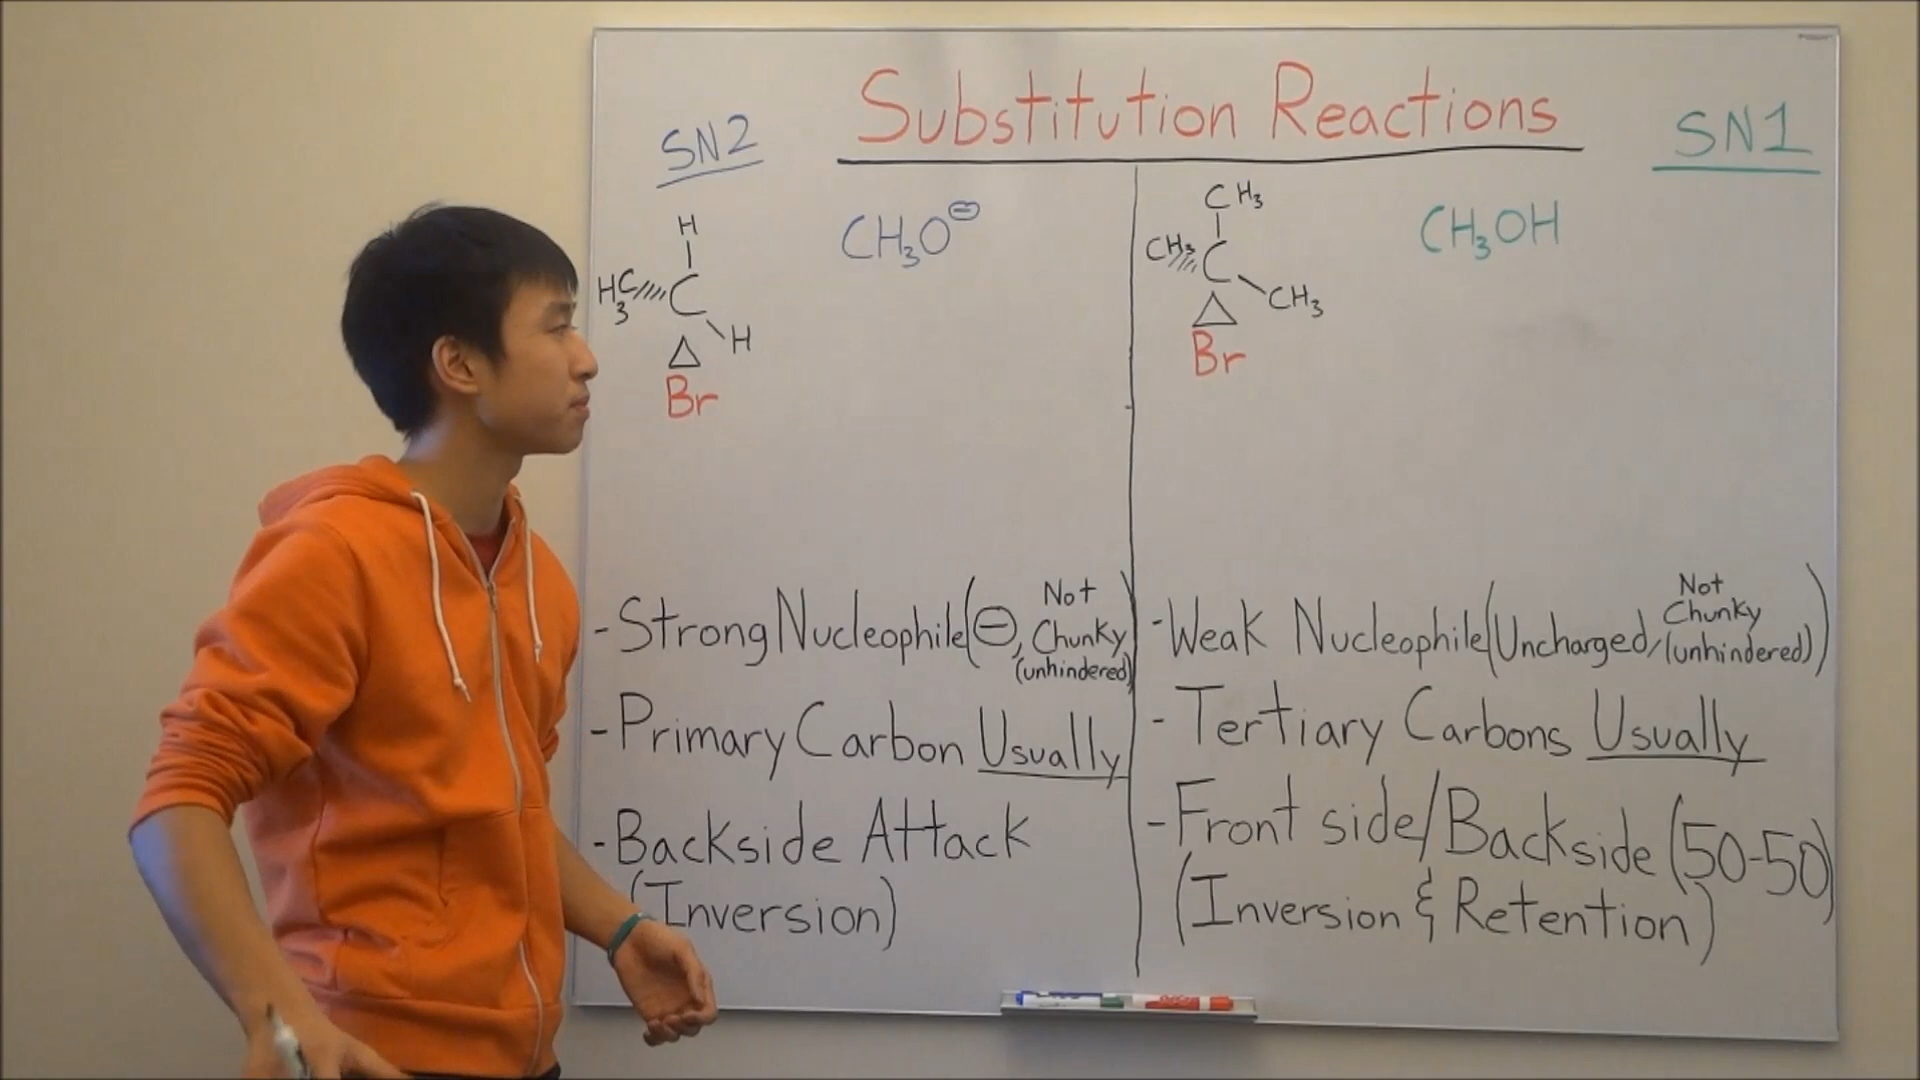 Substitution Reactions
SN2
H
H3C C
H
Br
CH3O⊖
- Strong Nucleophile (⊖, Not Chunky (unhindered))
- Primary Carbon Usually
- Backside Attack
(Inversion)
SN1
CH3
CH3 C
CH3
Br
CH3OH
- Weak Nucleophile (Uncharged, Not Chunky (unhindered))
- Tertiary Carbons Usually
- Front side/Backside (50-50)
(Inversion & Retention)